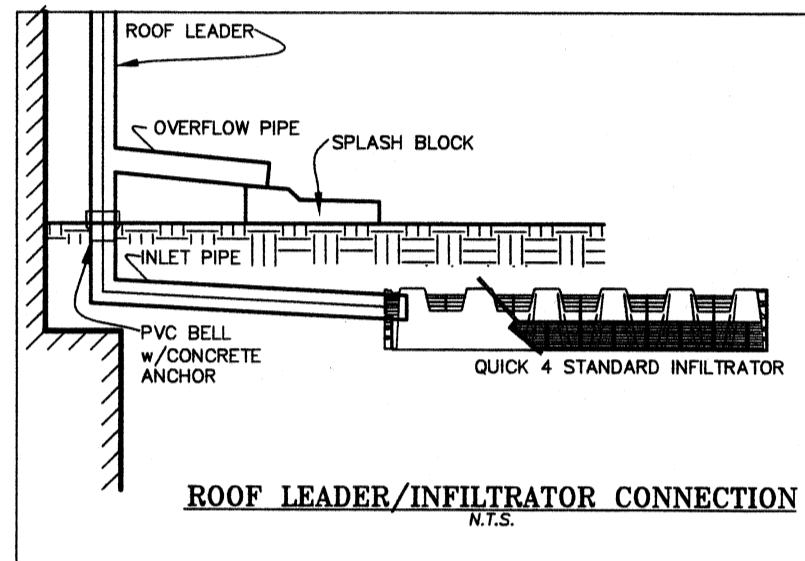 ROOF LEADER
OVERFLOW PIPE
SPLASH BLOCK
INLET PIPE
PVC BELL
w/CONCRETE
ANCHOR
QUICK 4 STANDARD INFILTRATOR
ROOF LEADER/INFILTRATOR CONNECTION
N.T.S.